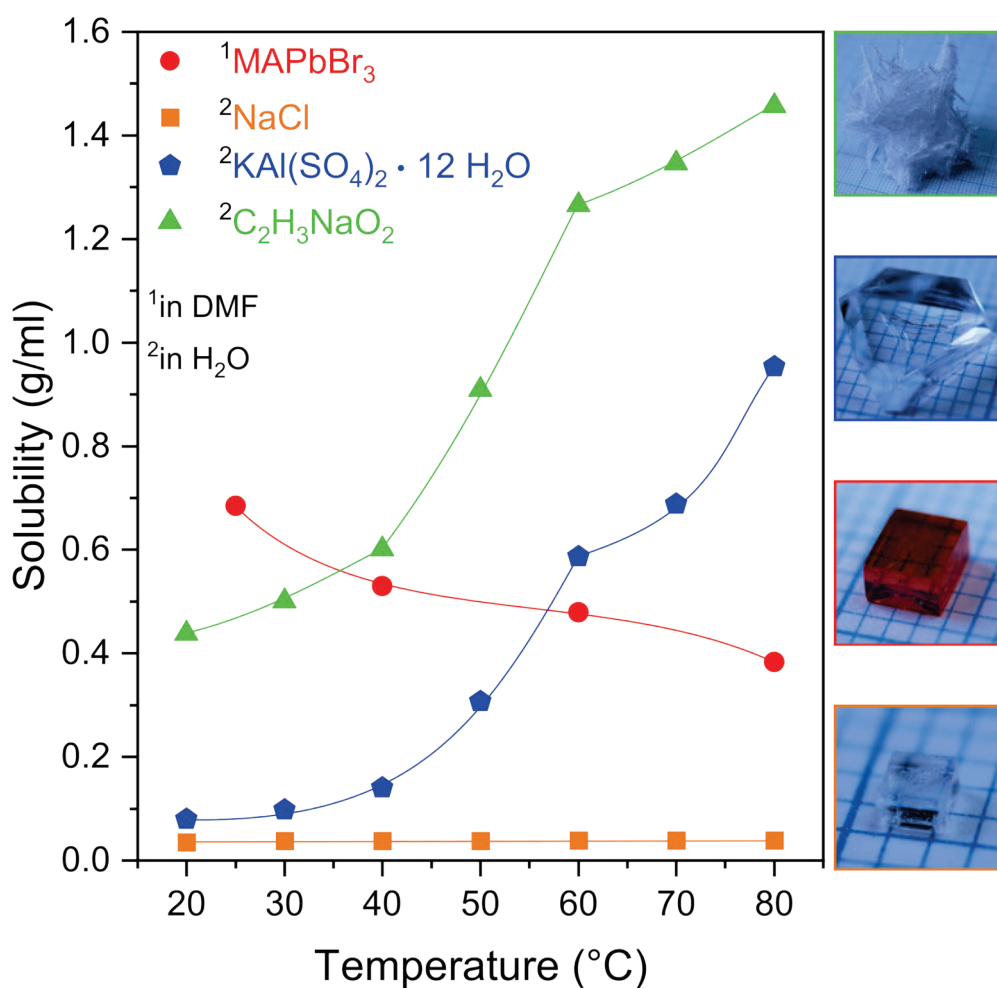 Solubility (g/ml)
1.6
1.4
1.2
1.0
0.8
0.6
0.4
0.2
0.0
¹MAPbBr₃
²NaCl
²KAl(SO₄)₂ · 12 H₂O
²C₂H₃NaO₂
¹in DMF
²in H₂O
20 30 40 50 60 70 80
Temperature (°C)